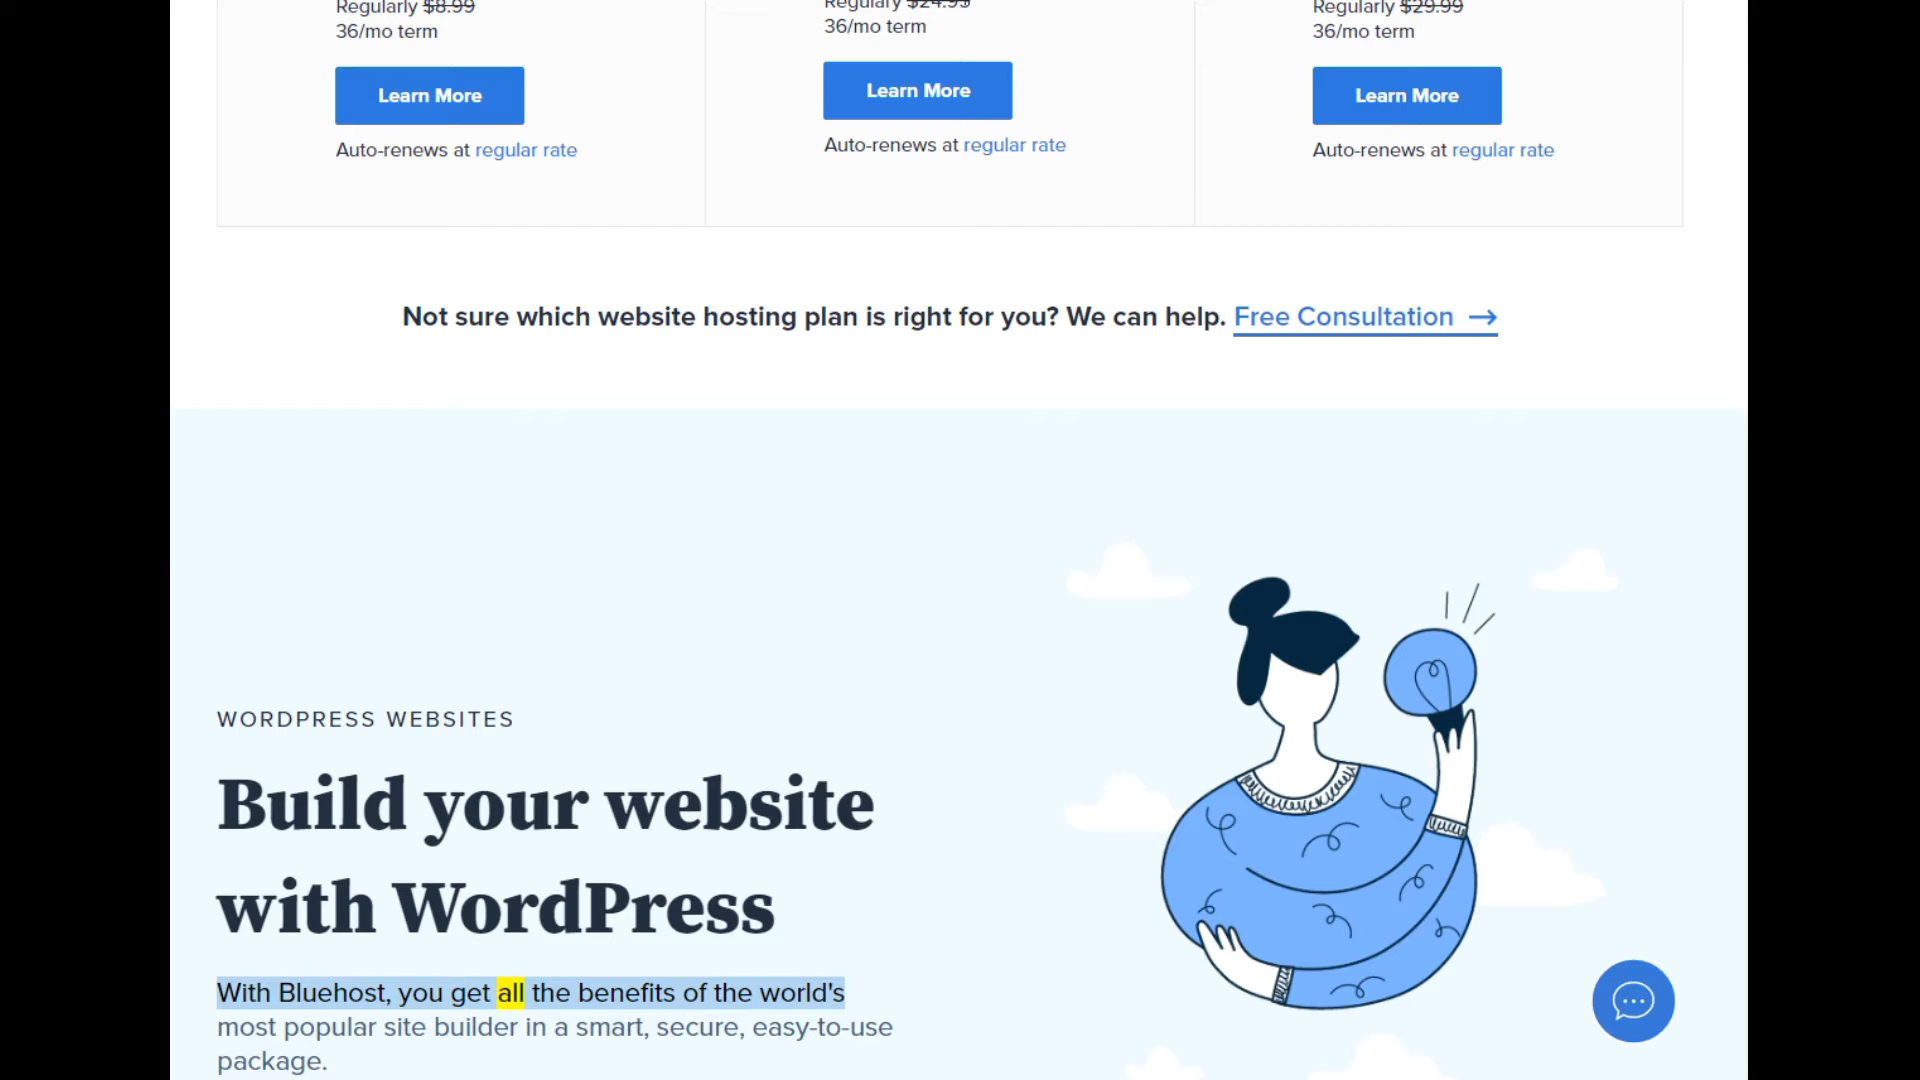 Regularly $8.99
36/mo term
Learn More
Auto-renews at regular rate
Regulary $24.95
36/mo term
Learn More
Auto-renews at regular rate
Regularly $29.99
36/mo term
Learn More
Auto-renews at regular rate
Not sure which website hosting plan is right for you? We can help. Free Consultation →
WORDPRESS WEBSITES
Build your website
with WordPress
With Bluehost, you get all the benefits of the world's
most popular site builder in a smart, secure, easy-to-use
package.